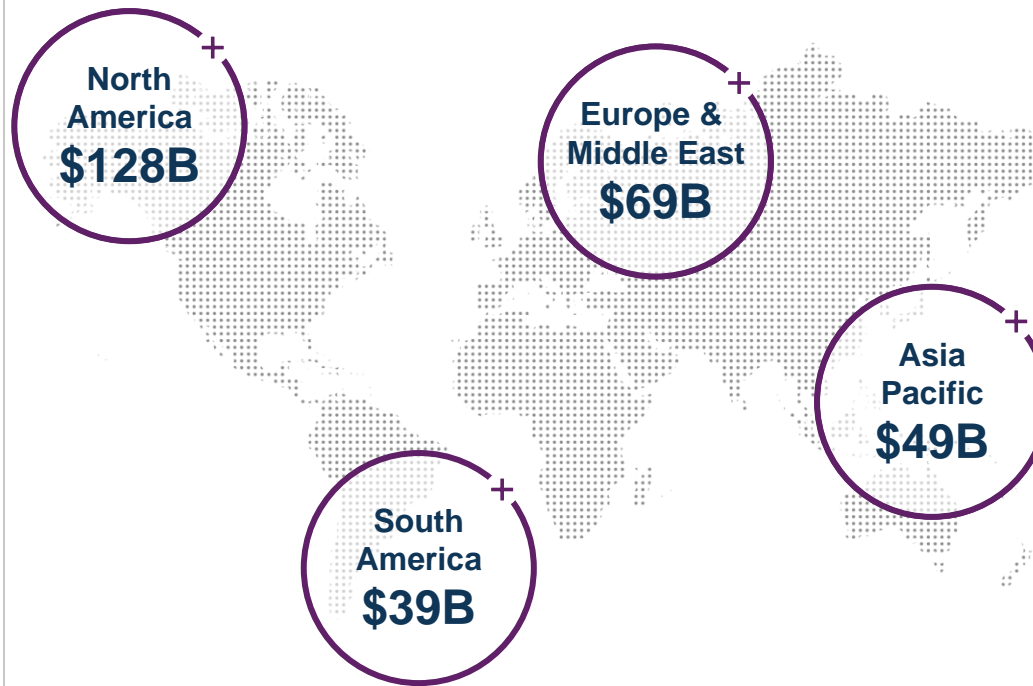 North
America
$128B
Europe &
Middle East
$69B
Asia
Pacific
$49B
South
America
$39B